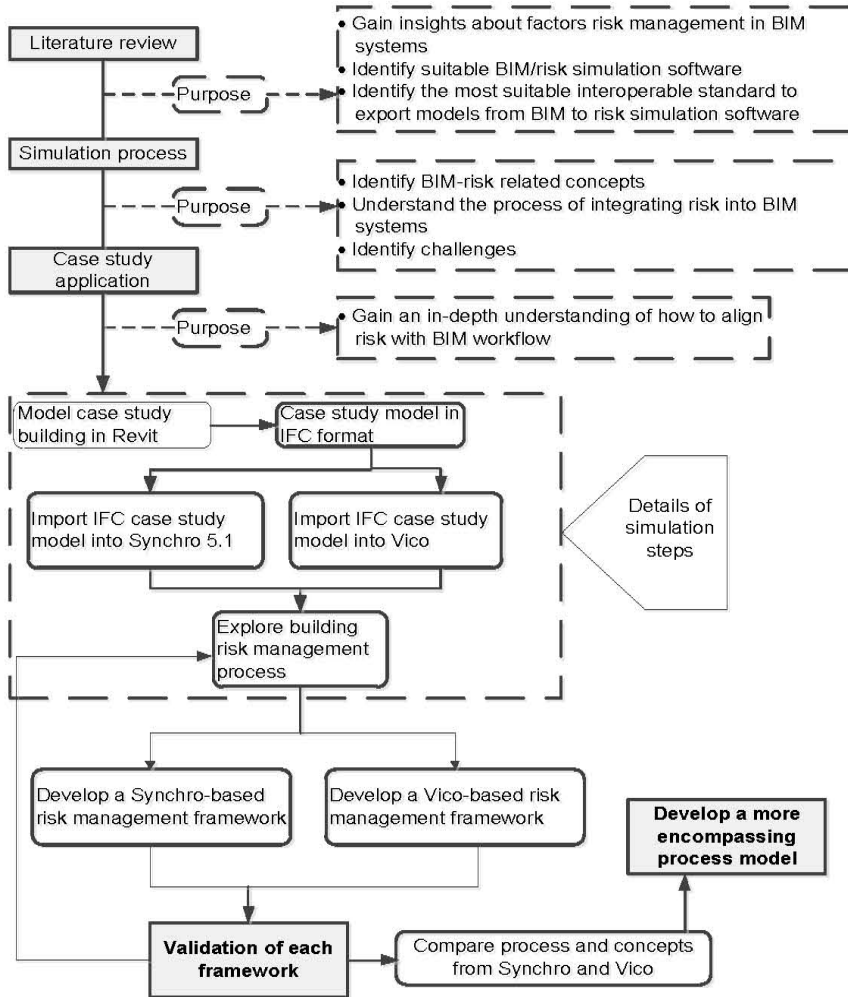 Literature review
Purpose
• Gain insights about factors risk management in BIM
systems
• Identify suitable BIM/risk simulation software
• Identify the most suitable interoperable standard to
export models from BIM to risk simulation software
Simulation process
Purpose
• Identify BIM-risk related concepts
• Understand the process of integrating risk into BIM
systems
• Identify challenges
Case study
application
Purpose
• Gain an in-depth understanding of how to align
risk with BIM workflow
Model case study
building in Revit
Case study model in
IFC format
Import IFC case study
model into Synchro 5.1
Import IFC case study
model into Vico
Details of
simulation
steps
Explore building
risk management
process
Develop a Synchro-based
risk management framework
Develop a Vico-based risk
management framework
Develop a more
encompassing
process model
Validation of each
framework
Compare process and concepts
from Synchro and Vico